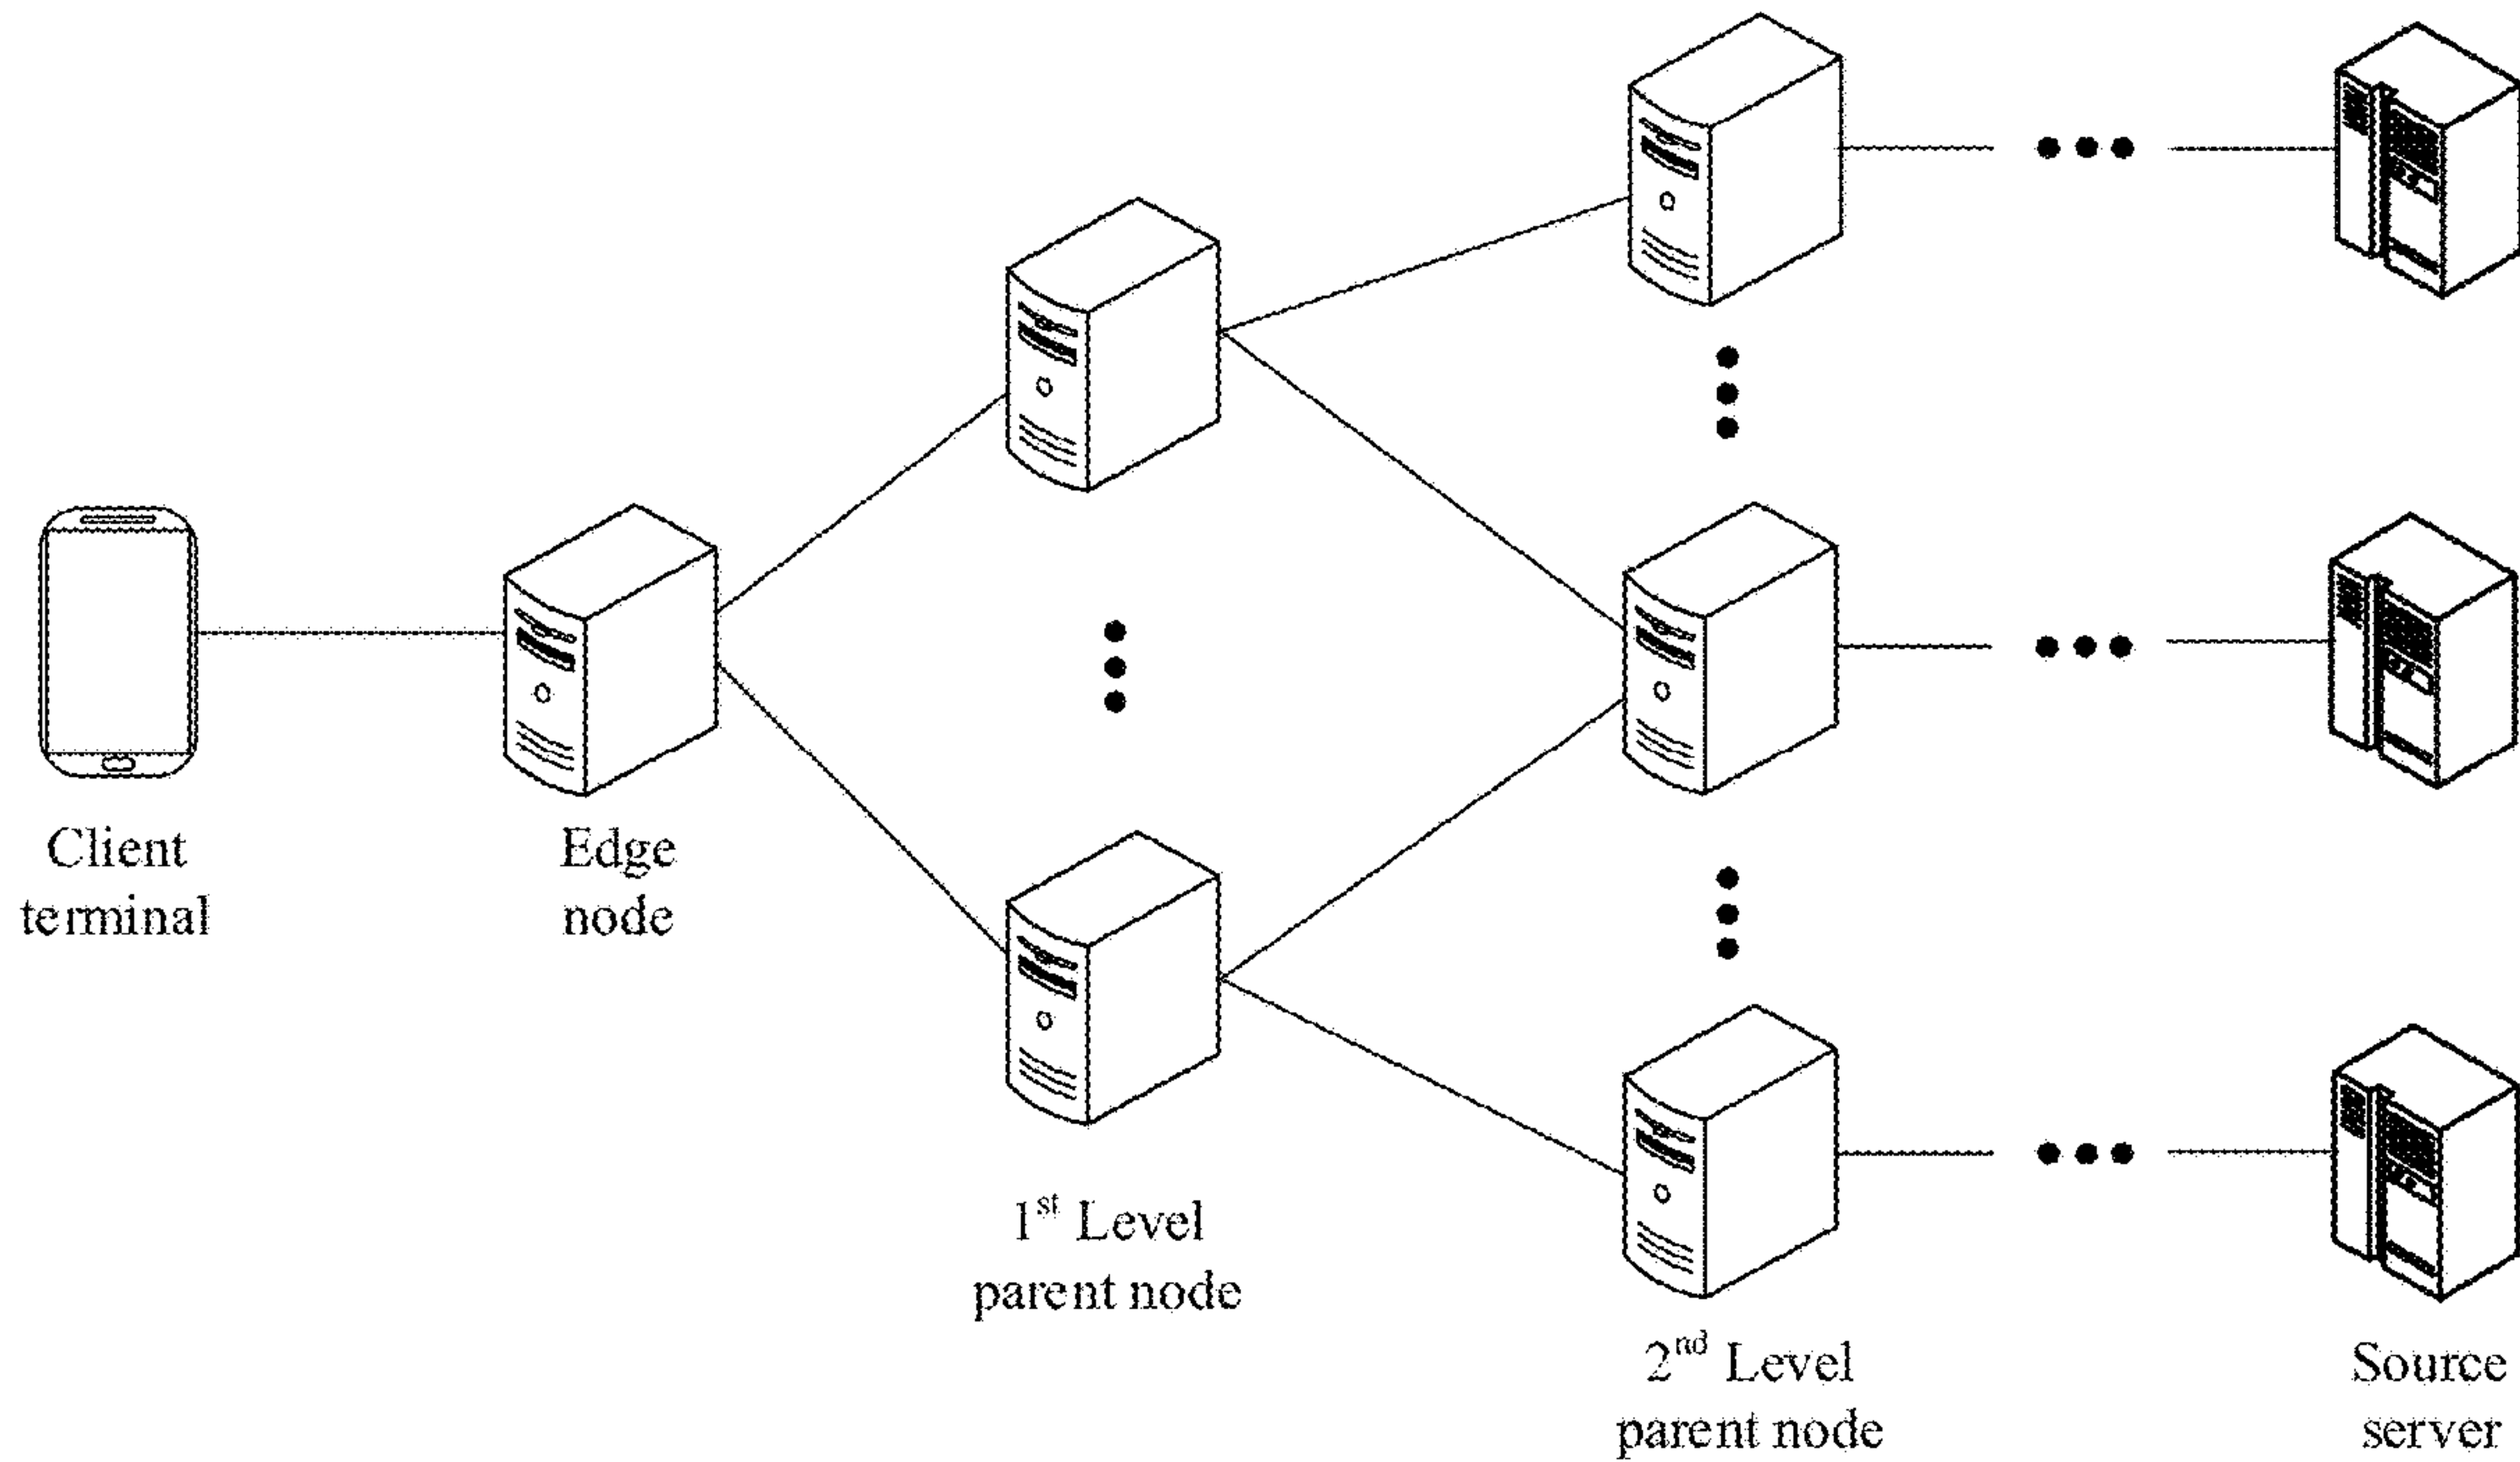 Client
terminal
Edge
node
1st Level
parent node
2nd Level
parent node
Source
server